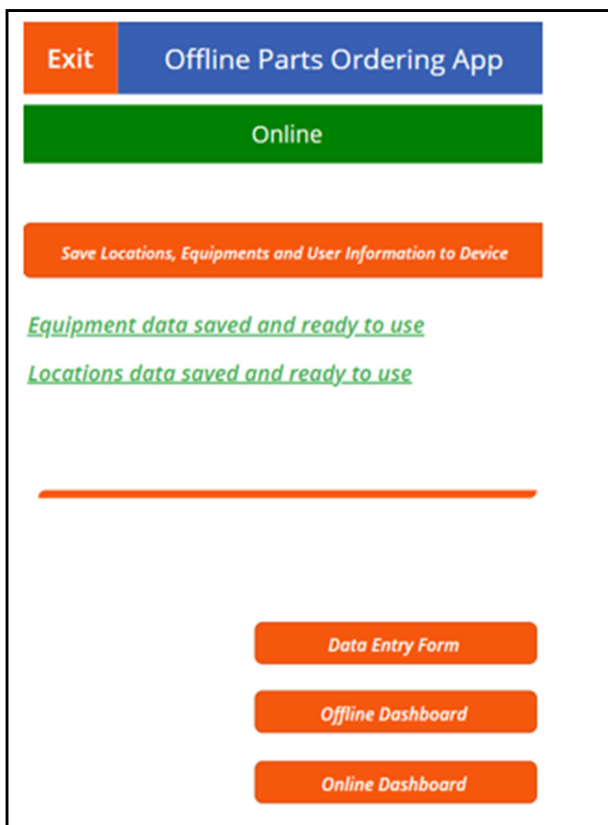 Exit
Offline Parts Ordering App
Online
Save Locations, Equipments and User Information to Device
Equipment data saved and ready to use
Locations data saved and ready to use
Data Entry Form
Offline Dashboard
Online Dashboard